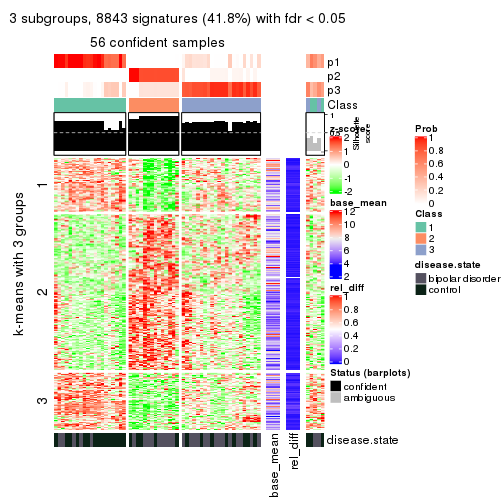 3 subgroups, 8843 signatures (41.8%) with fdr < 0.05
56 confident samples
p1
p2
p3
Class
1
Silhouette
score
z-score
2
1
0
-1
-2
base_mean
12
10
8
6
4
2
rel_diff
1
0.8
0.6
0.4
0.2
0
Status (barplots)
confident
ambiguous
Prob
1
0.8
0.6
0.4
0.2
0
Class
1
2
3
disease.state
bipolar disorder
control
k-means with 3 groups
1
2
3
disease.state
base_mean
rel_diff